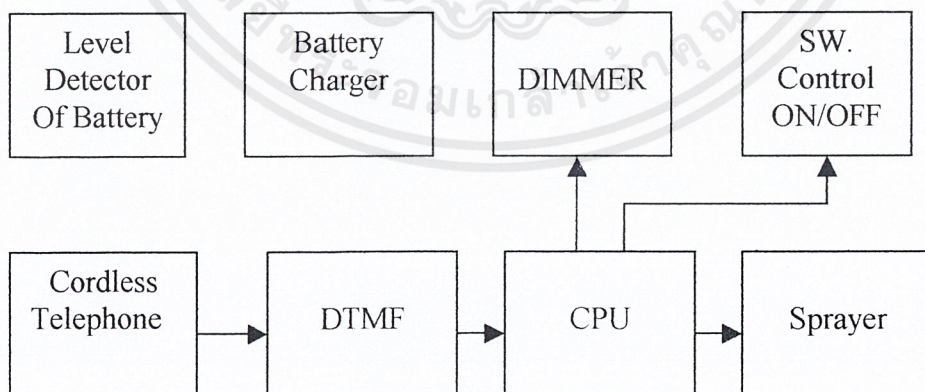 Level
Detector
Of Battery
Battery
Charger
DIMMER
SW.
Control
ON/OFF
Cordless
Telephone
DTMF
CPU
Sprayer